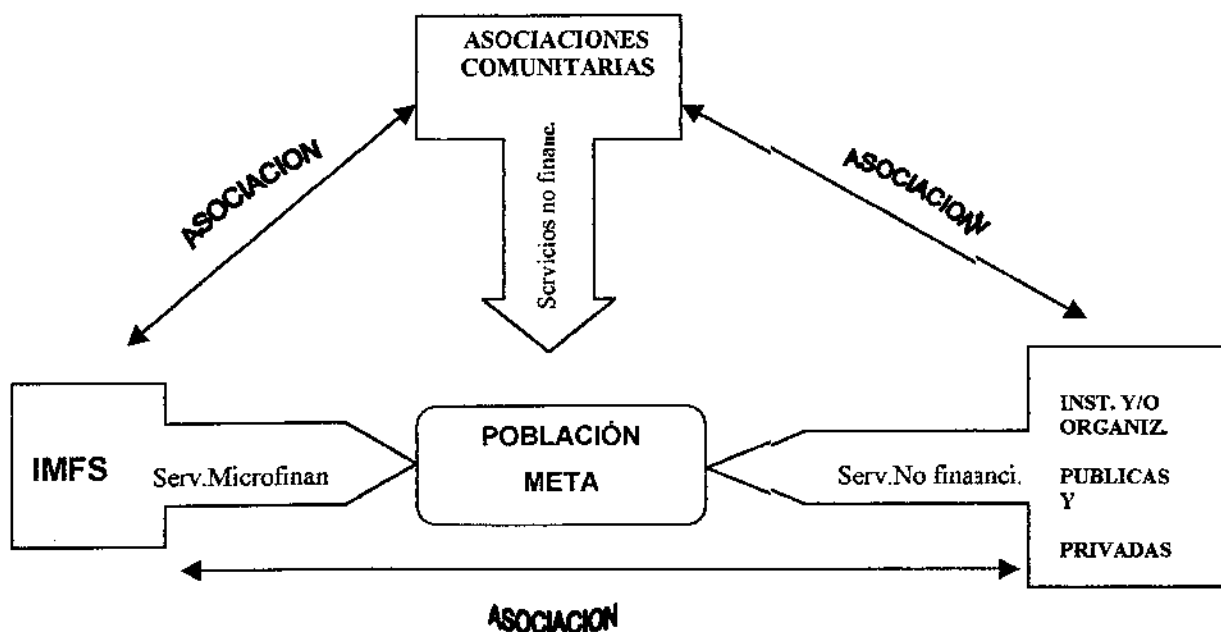 ASOCIACIONES
COMUNITARIAS
Servicios no financ.
ASOCIACION
ASOCIACION
IMFS
Serv.Microfinan
POBLACIÓN
META
Serv.No finaanci.
INST. Y/O
ORGANIZ.
PUBLICAS
Y
PRIVADAS
ASOCIACION